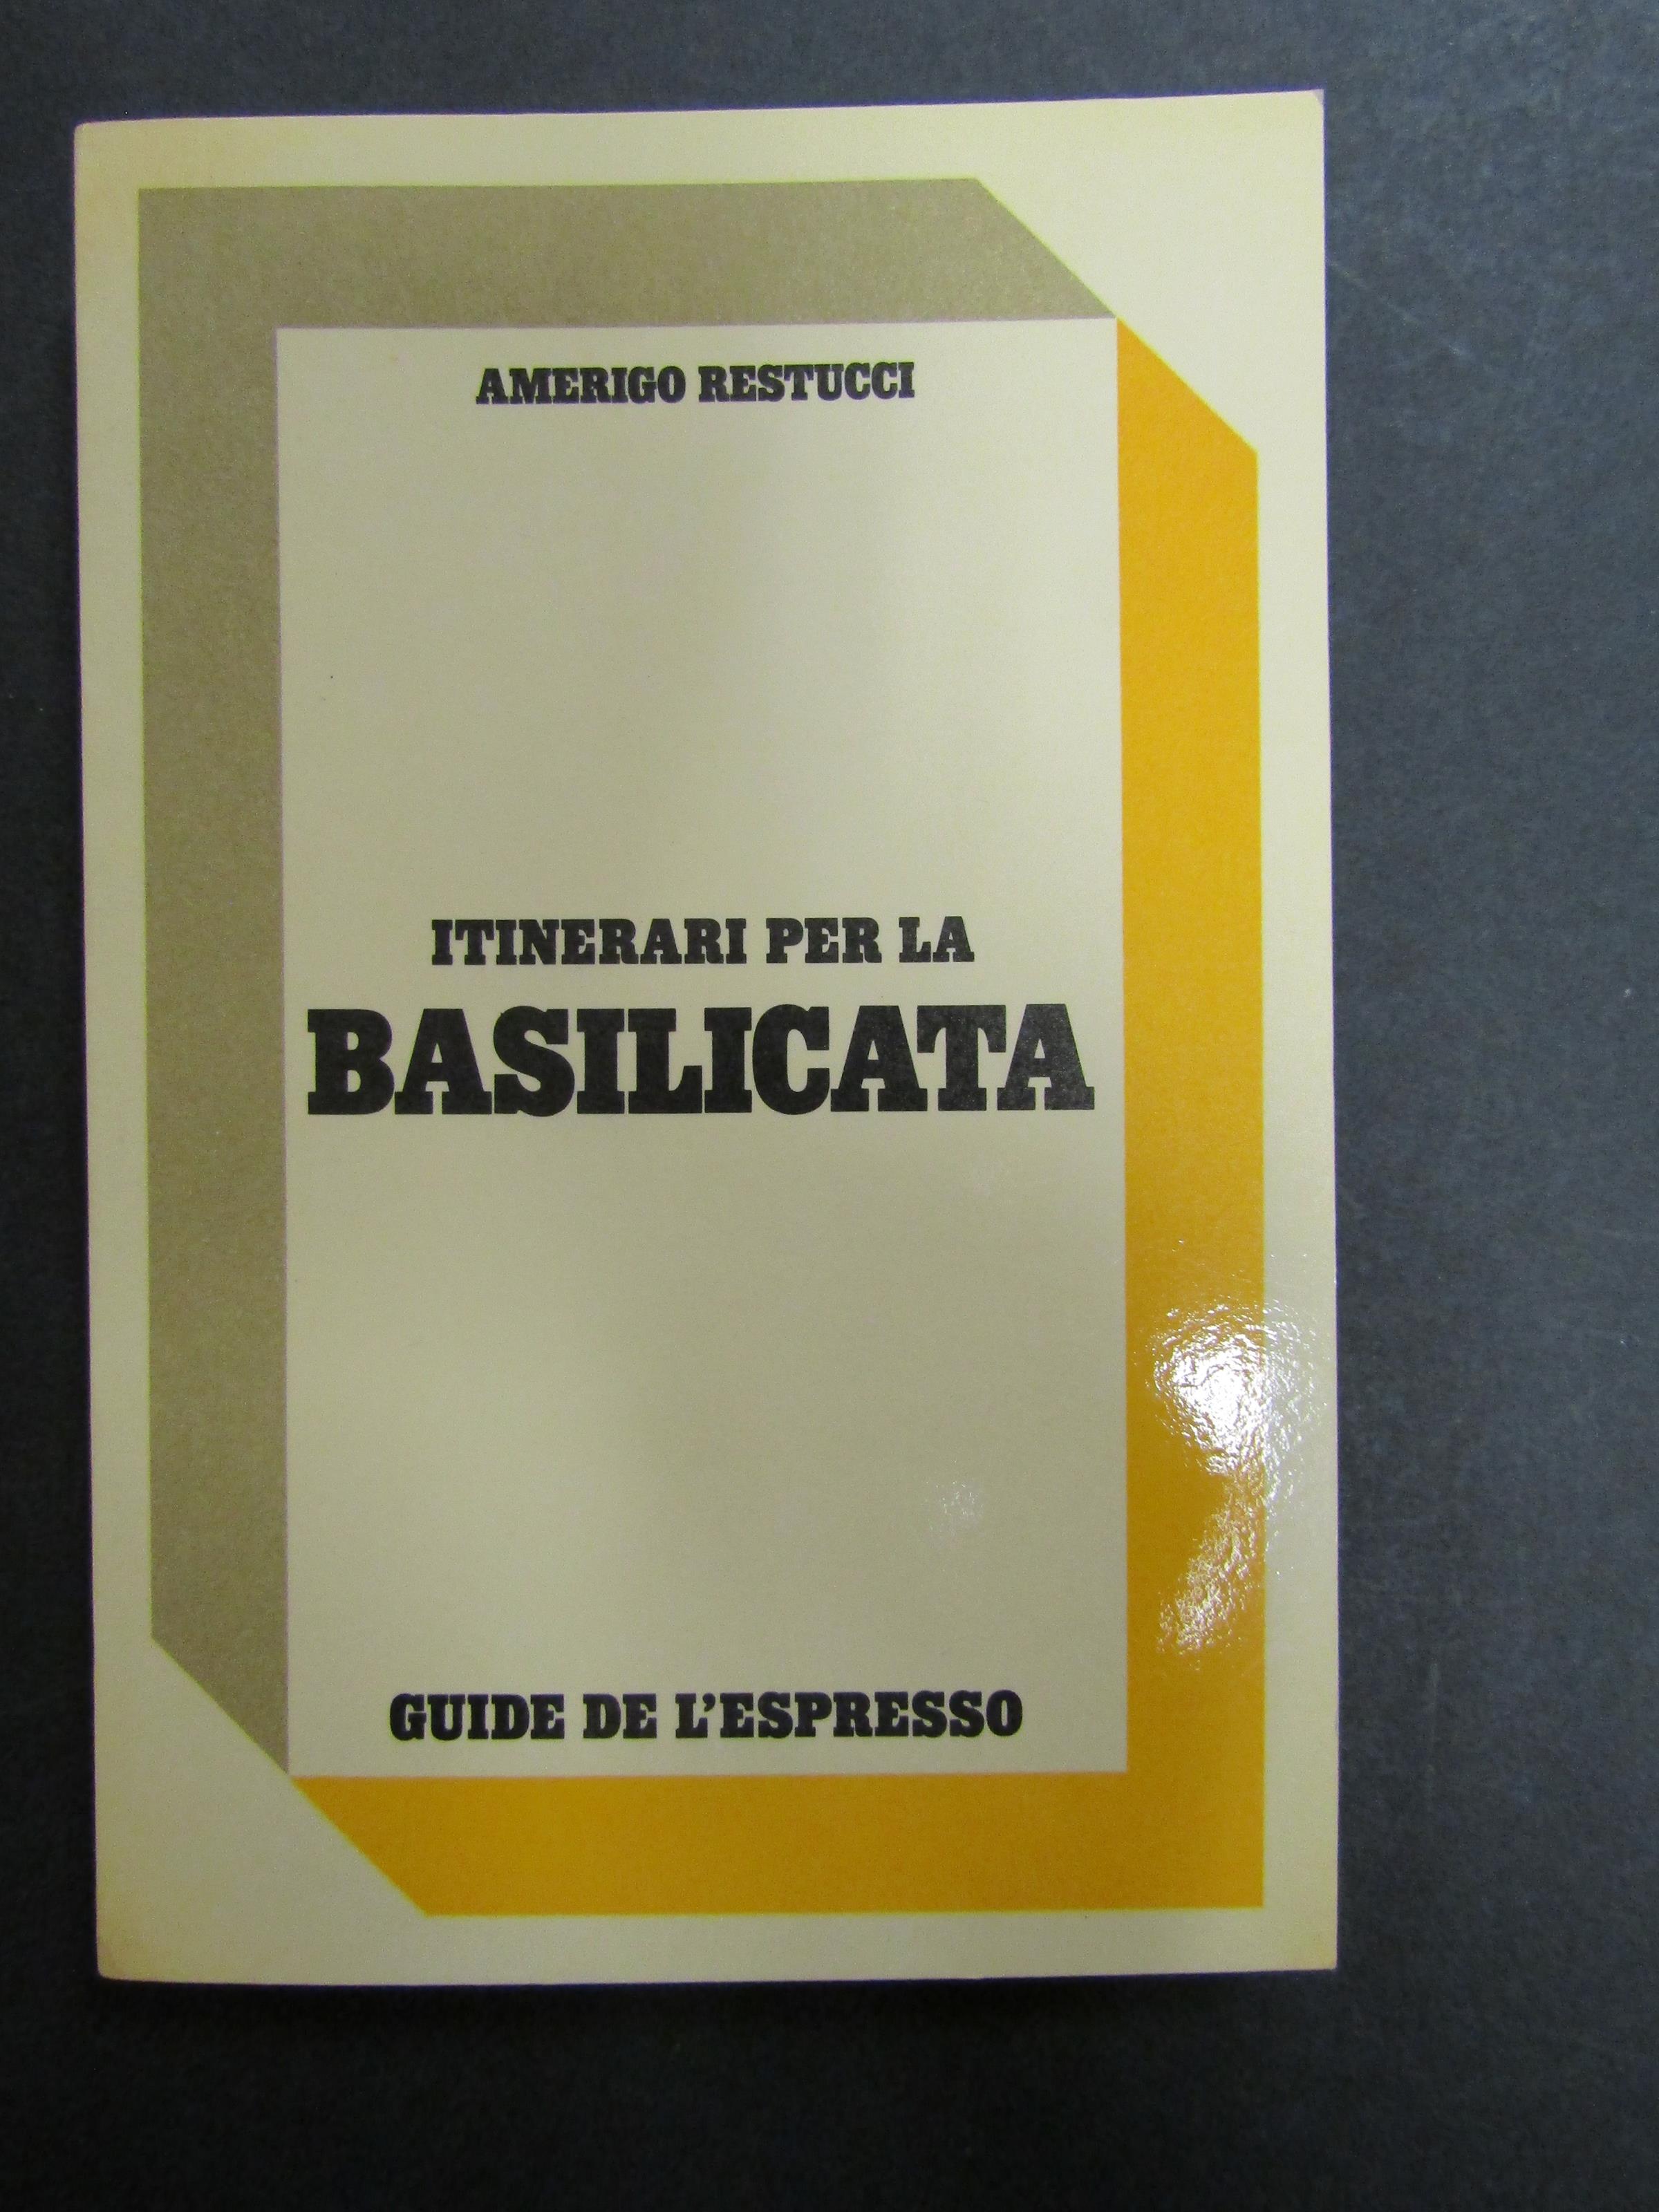 AMERIGO RESTUCCI
ITINERARI PER LA
BASILICATA
GUIDE DE L'ESPRESSO